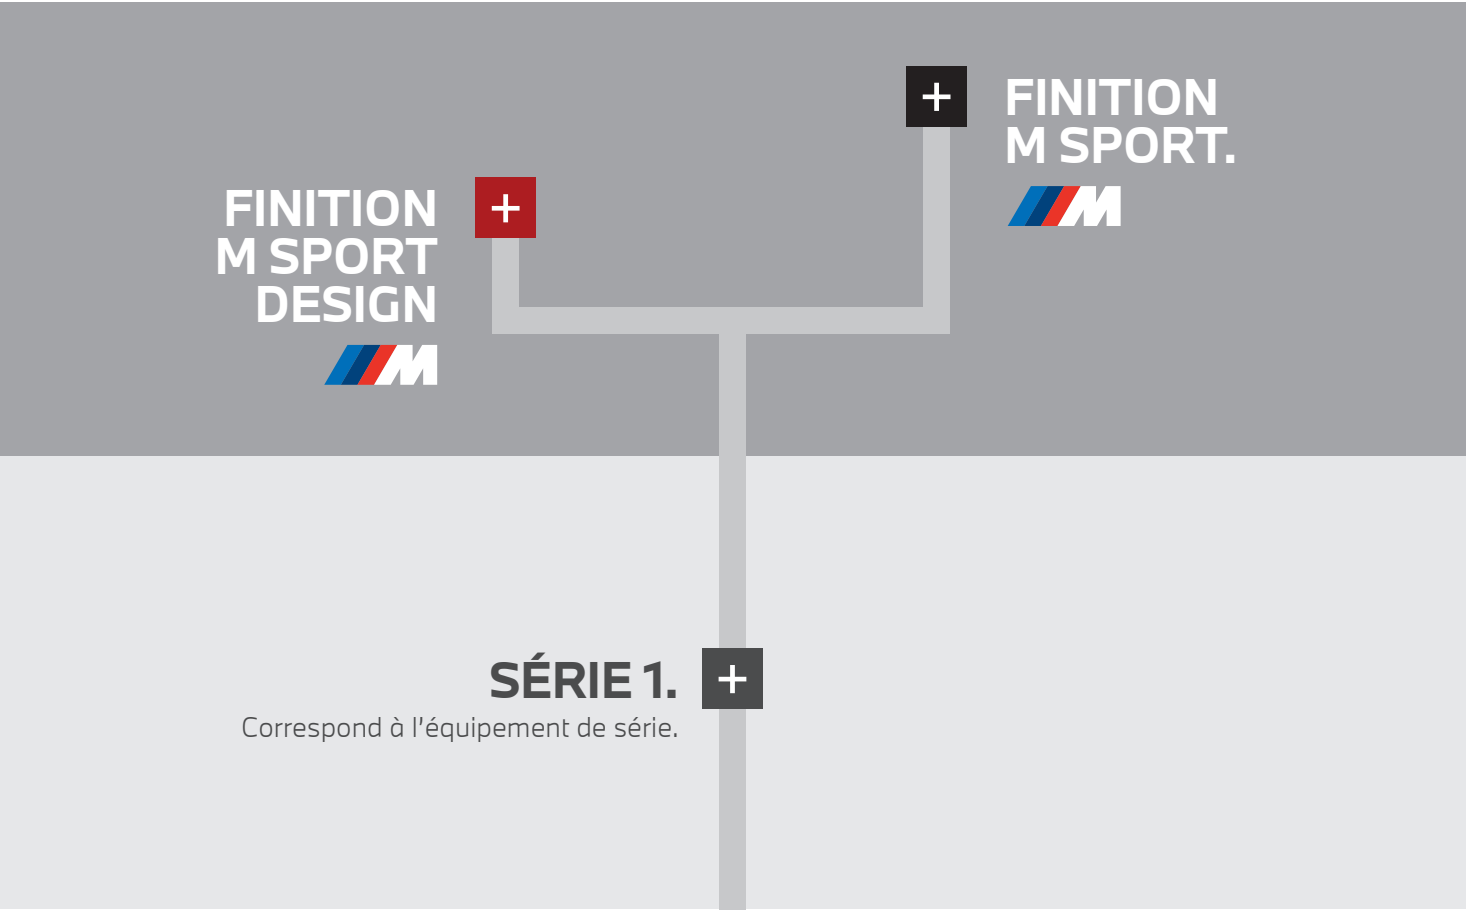 FINITION
M SPORT.
M
FINITION
M SPORT
DESIGN
M
SÉRIE 1.
Correspond à l'équipement de série.